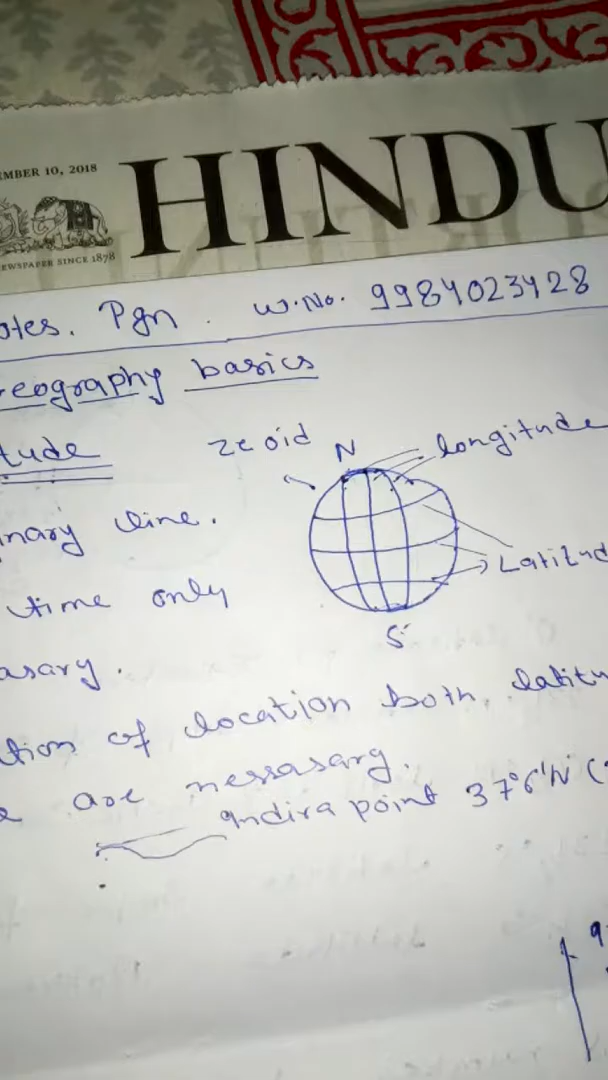 MBER 10, 2018
HINDU
EWSPAPER SINCE 1878
otes. Pgn. W.No. 9984023428
eography basics
tude
zeoid
N
longitude
nary line.
time only
Latitud
S
asary.
tion of location both, latitu
e are nessasary.
Indira point 37°6'N (
9